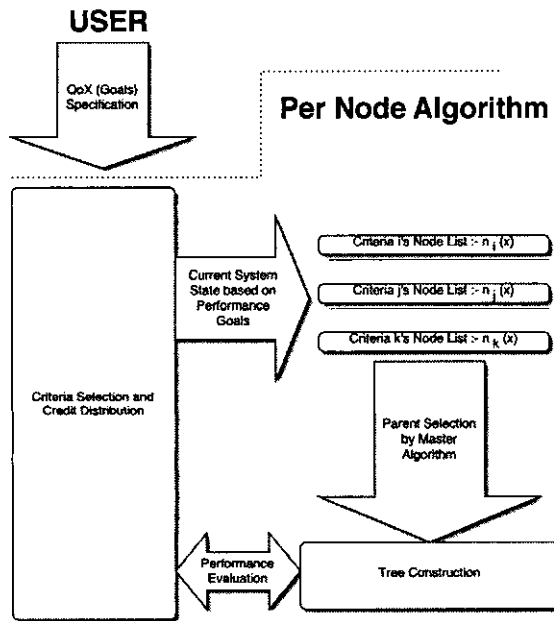 USER
QoX (Goals)
Specification
Per Node Algorithm
Current System
State based on
Performance
Goals
Criteria i's Node List :- n i (x)
Criteria j's Node List :- n j (x)
Criteria k's Node List :- n k (x)
Criteria Selection and
Credit Distribution
Parent Selection
by Master
Algorithm
Performance
Evaluation
Tree Construction